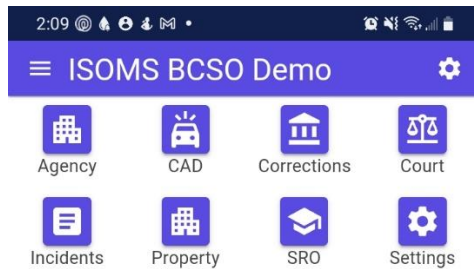 2:09
ISOMS BCSO Demo
Agency CAD Corrections Court
Incidents Property SRO Settings